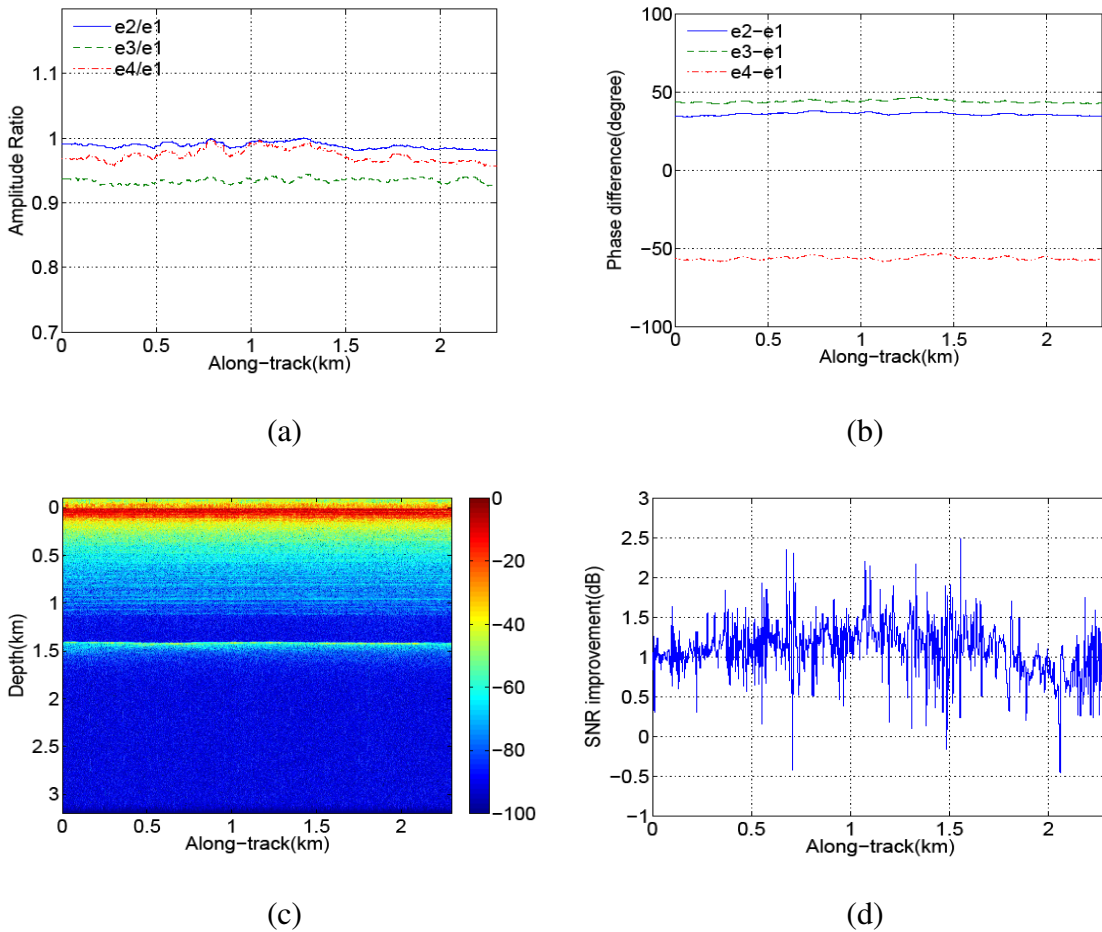 e2/e1
e3/e1
e4/e1
1.1
1
0.9
0.8
0.7
Amplitude Ratio
0 0.5 1 1.5 2
Along−track(km)
(a)
100
50
0
−50
−100
e2−e1
e3−e1
e4−e1
Phase difference(degree)
0 0.5 1 1.5 2
Along−track(km)
(b)
0
0.5
1
1.5
2
2.5
3
Depth(km)
0 0.5 1 1.5 2
Along−track(km)
0
−20
−40
−60
−80
−100
(c)
3
2.5
2
1.5
1
0.5
0
−0.5
−1
SNR improvement(dB)
0 0.5 1 1.5 2
Along−track(km)
(d)